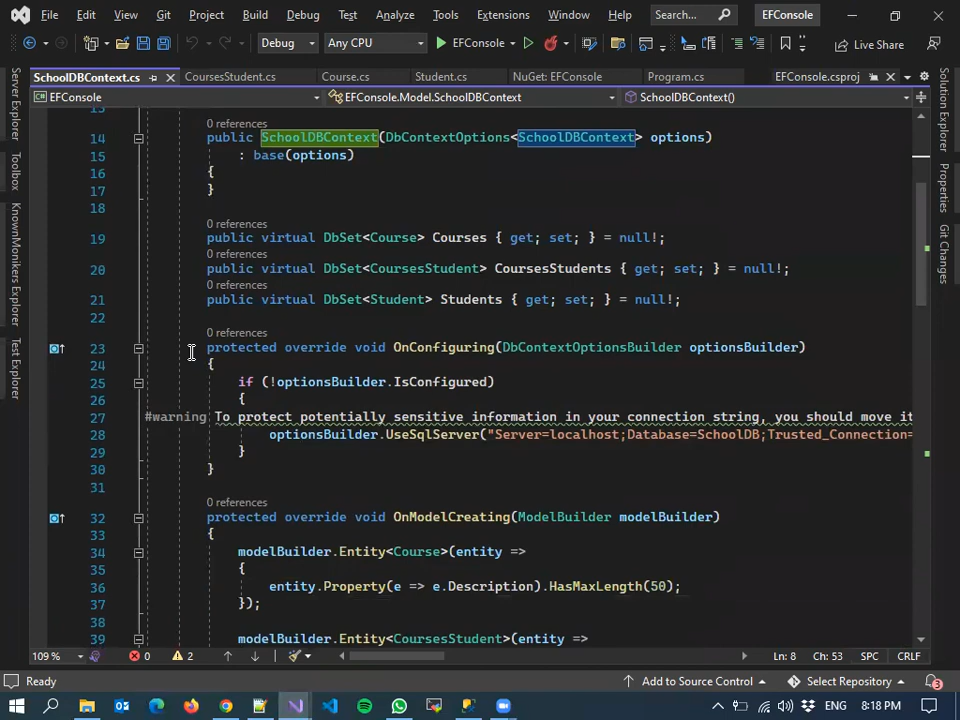 File Edit View Git Project Build Debug Test Analyze Tools Extensions Window Help Search... EFConsole
Debug Any CPU EFConsole Live Share
SchoolDBContext.cs CoursesStudent.cs Course.cs Student.cs NuGet: EFConsole Program.cs EFConsole.csproj
EFConsole EFConsole.Model.SchoolDBContext SchoolDBContext()
Server Explorer
Toolbox
KnownMonikers Explorer
Test Explorer
13
0 references
14 public SchoolDBContext(DbContextOptions<SchoolDBContext> options)
15 : base(options)
16 {
17 }
18
0 references
19 public virtual DbSet<Course> Courses { get; set; } = null!;
0 references
20 public virtual DbSet<CoursesStudent> CoursesStudents { get; set; } = null!;
0 references
21 public virtual DbSet<Student> Students { get; set; } = null!;
22
0 references
23 protected override void OnConfiguring(DbContextOptionsBuilder optionsBuilder)
24 {
25 if (!optionsBuilder.IsConfigured)
26 {
27 #warning To protect potentially sensitive information in your connection string, you should move it
28 optionsBuilder.UseSqlServer("Server=localhost;Database=SchoolDB;Trusted_Connection=
29 }
30 }
31
0 references
32 protected override void OnModelCreating(ModelBuilder modelBuilder)
33 {
34 modelBuilder.Entity<Course>(entity =>
35 {
36 entity.Property(e => e.Description).HasMaxLength(50);
37 });
38
39 modelBuilder.Entity<CoursesStudent>(entity =>
Solution Explorer
Properties
Git Changes
109 % 0 2 Ln: 8 Ch: 53 SPC CRLF
Ready Add to Source Control Select Repository 3
ENG 8:18 PM